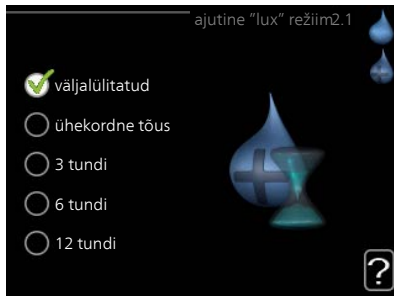 ajutine "lux" režiim2.1
väljalülitatud
ühekordne tõus
3 tundi
6 tundi
12 tundi
?